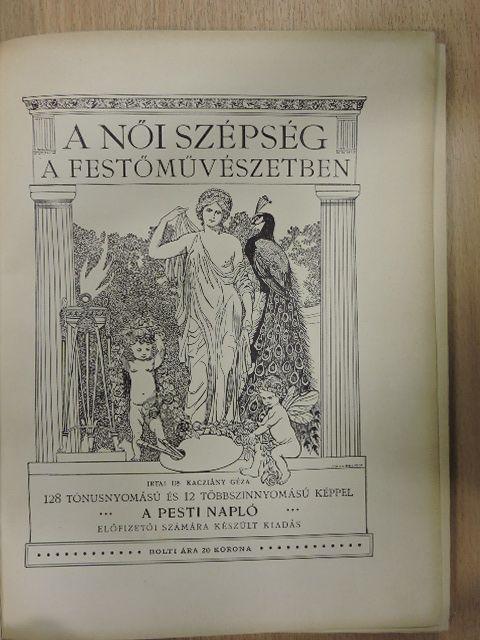 A NŐI SZÉPSÉG
A FESTŐMŰVÉSZETBEN
IRTA: Dr KACZIÁNY GÉZA
128 TÓNUSNYOMÁSÚ ÉS 12 TÖBBSZINNYOMÁSÚ KÉPPEL
A PESTI NAPLÓ
ELŐFIZETŐI SZÁMÁRA KÉSZÜLT KIADÁS
BOLTI ÁRA 20 KORONA